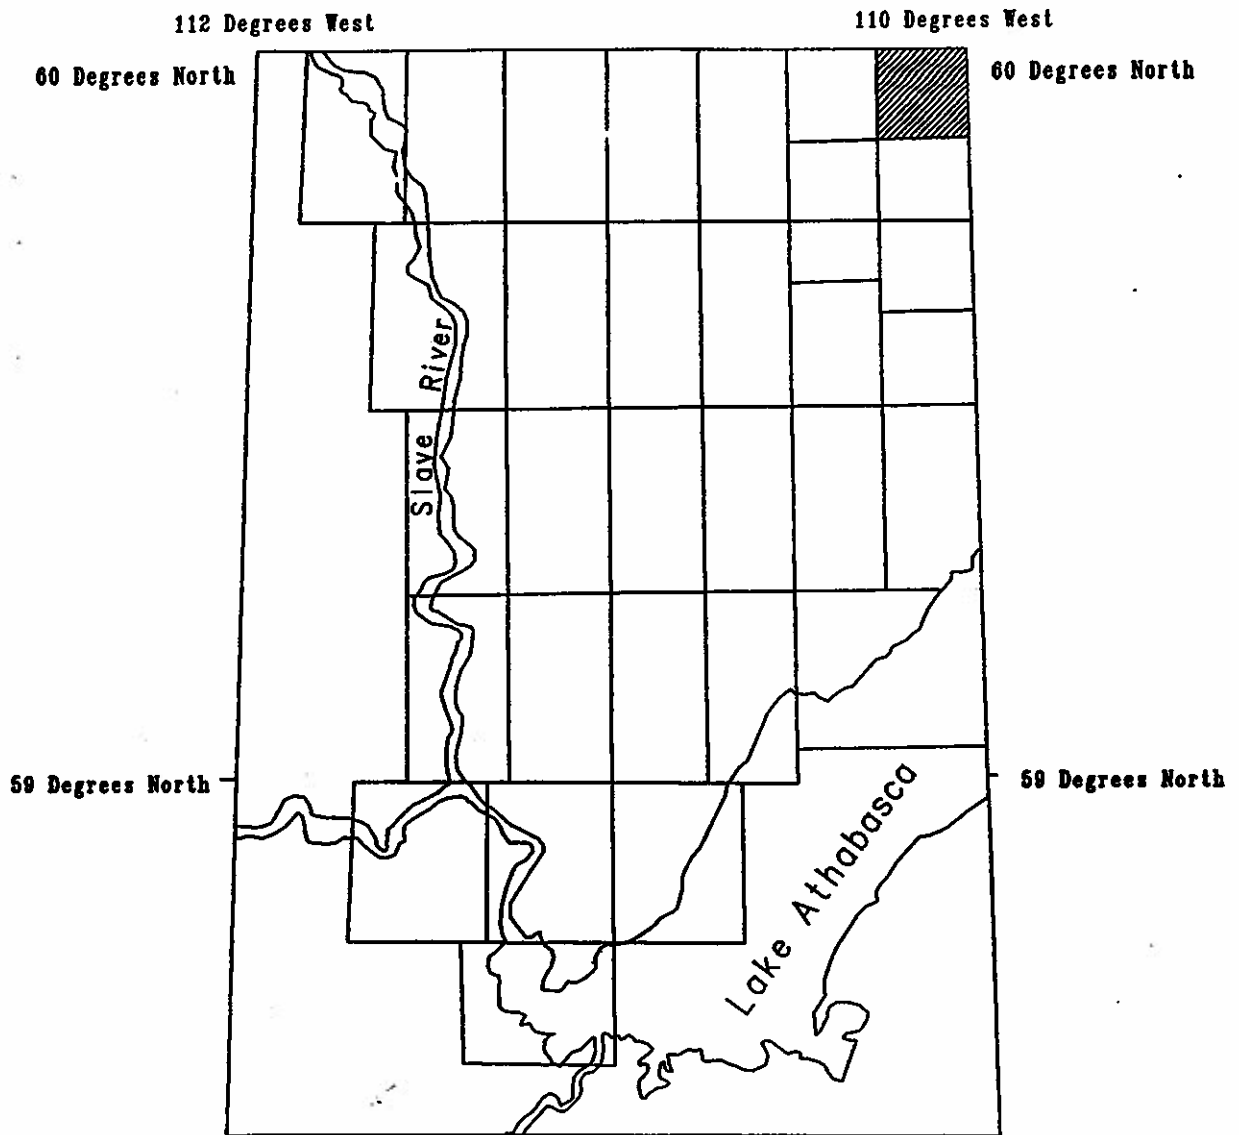 112 Degrees West
110 Degrees West
60 Degrees North
60 Degrees North
Slave River
59 Degrees North
59 Degrees North
Lake Athabasca